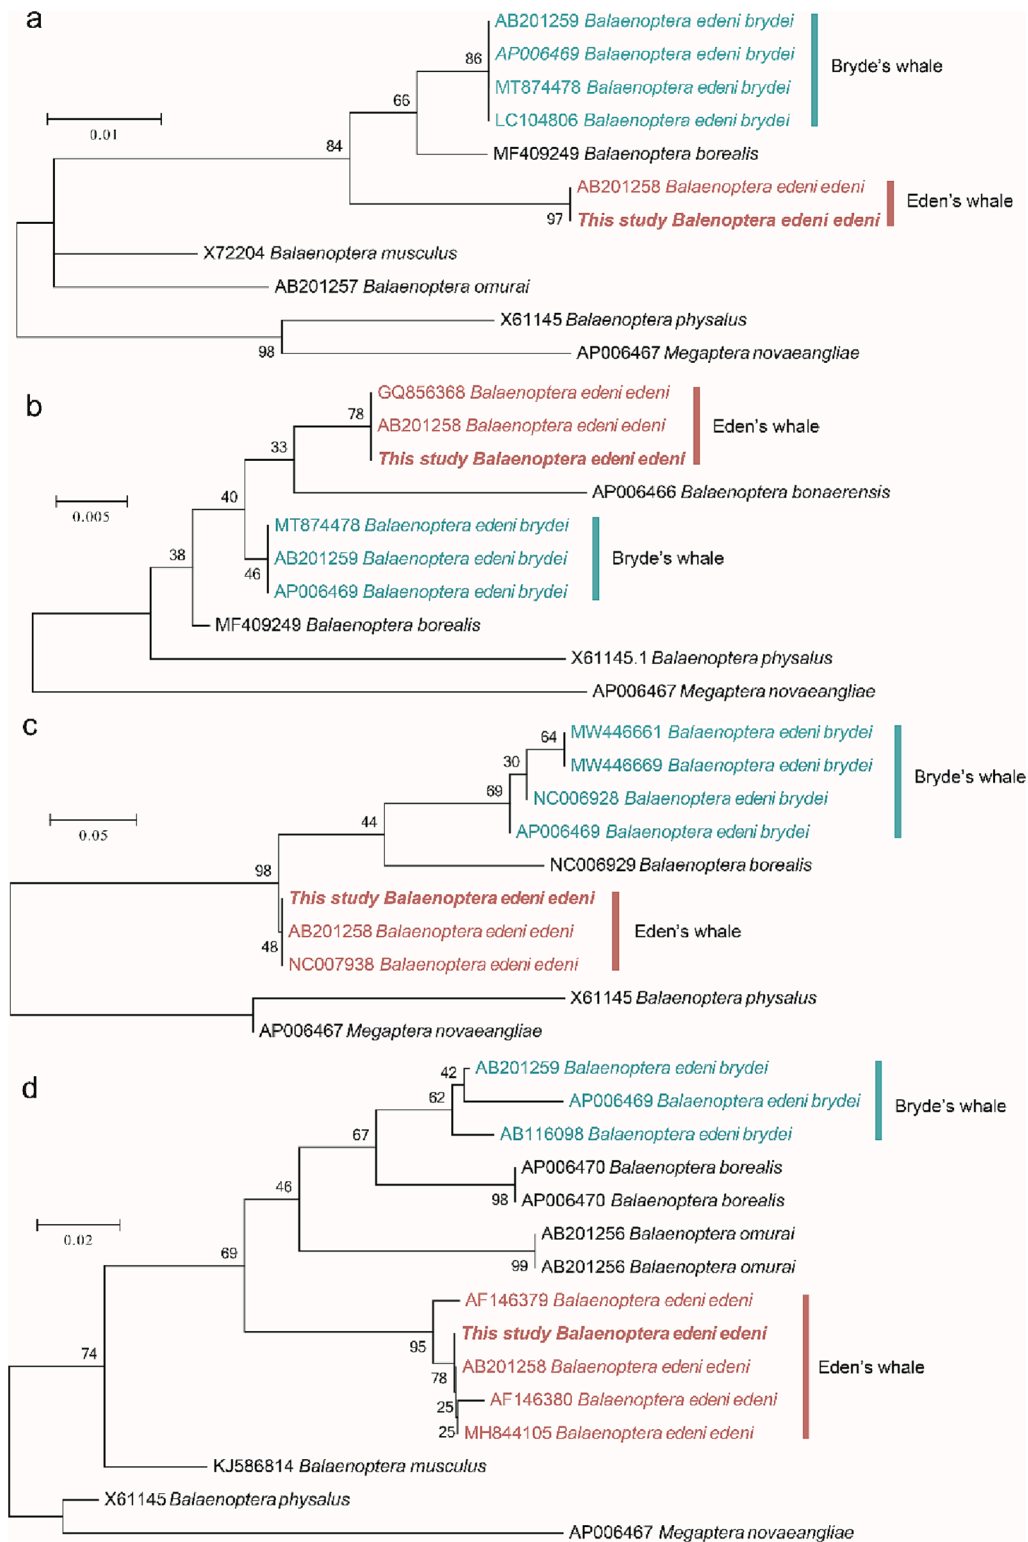 a
AB201259 Balaenoptera edeni brydei
86
AP006469 Balaenoptera edeni brydei
Bryde's whale
MT874478 Balaenoptera edeni brydei
66
LC104806 Balaenoptera edeni brydei
0.01
84
MF409249 Balaenoptera borealis
AB201258 Balaenoptera edeni edeni
Eden's whale
97
This study Balenoptera edeni edeni
X72204 Balaenoptera musculus
AB201257 Balaenoptera omurai
X61145 Balaenoptera physalus
98
AP006467 Megaptera novaeangliae
b
GQ856368 Balaenoptera edeni edeni
78
AB201258 Balaenoptera edeni edeni
Eden's whale
33
This study Balaenoptera edeni edeni
AP006466 Balaenoptera bonaerensis
40
0.005
MT874478 Balaenoptera edeni brydei
38
AB201259 Balaenoptera edeni brydei
Bryde's whale
46
AP006469 Balaenoptera edeni brydei
MF409249 Balaenoptera borealis
X61145.1 Balaenoptera physalus
AP006467 Megaptera novaeangliae
c
MW446661 Balaenoptera edeni brydei
64
MW446669 Balaenoptera edeni brydei
Bryde's whale
30
NC006928 Balaenoptera edeni brydei
69
AP006469 Balaenoptera edeni brydei
0.05
44
NC006929 Balaenoptera borealis
98
This study Balaenoptera edeni edeni
AB201258 Balaenoptera edeni edeni
Eden's whale
48
NC007938 Balaenoptera edeni edeni
X61145 Balaenoptera physalus
AP006467 Megaptera novaeangliae
d
AB201259 Balaenoptera edeni brydei
42
AP006469 Balaenoptera edeni brydei
Bryde's whale
62
AB116098 Balaenoptera edeni brydei
67
AP006470 Balaenoptera borealis
98
AP006470 Balaenoptera borealis
46
0.02
AB201256 Balaenoptera omurai
99
AB201256 Balaenoptera omurai
69
AF146379 Balaenoptera edeni edeni
This study Balaenoptera edeni edeni
95
AB201258 Balaenoptera edeni edeni
Eden's whale
78
AF146380 Balaenoptera edeni edeni
25
25
MH844105 Balaenoptera edeni edeni
74
KJ586814 Balaenoptera musculus
X61145 Balaenoptera physalus
AP006467 Megaptera novaeangliae